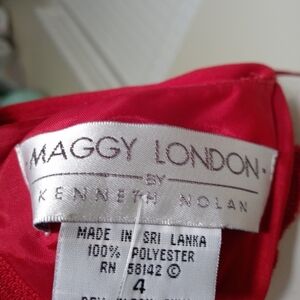 MAGGY LONDON
BY
KENNETH NOLAN
MADE IN SRI LANKA
100% POLYESTER
RN 58142 ©
4